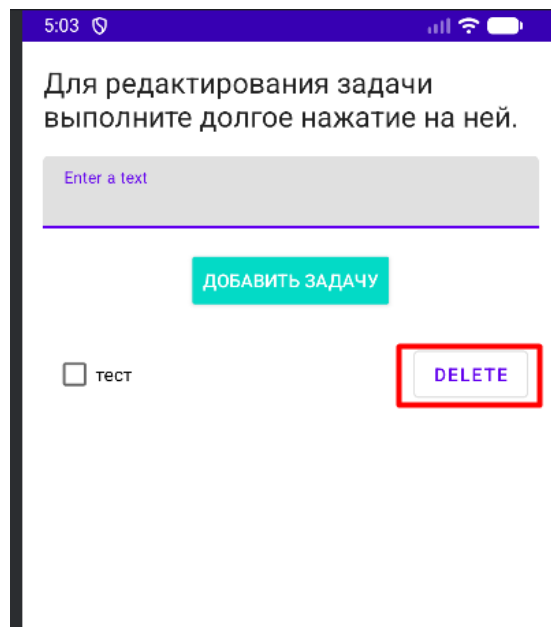 5:03
Для редактирования задачи
выполните долгое нажатие на ней.
Enter a text
ДОБАВИТЬ ЗАДАЧУ
тест
DELETE